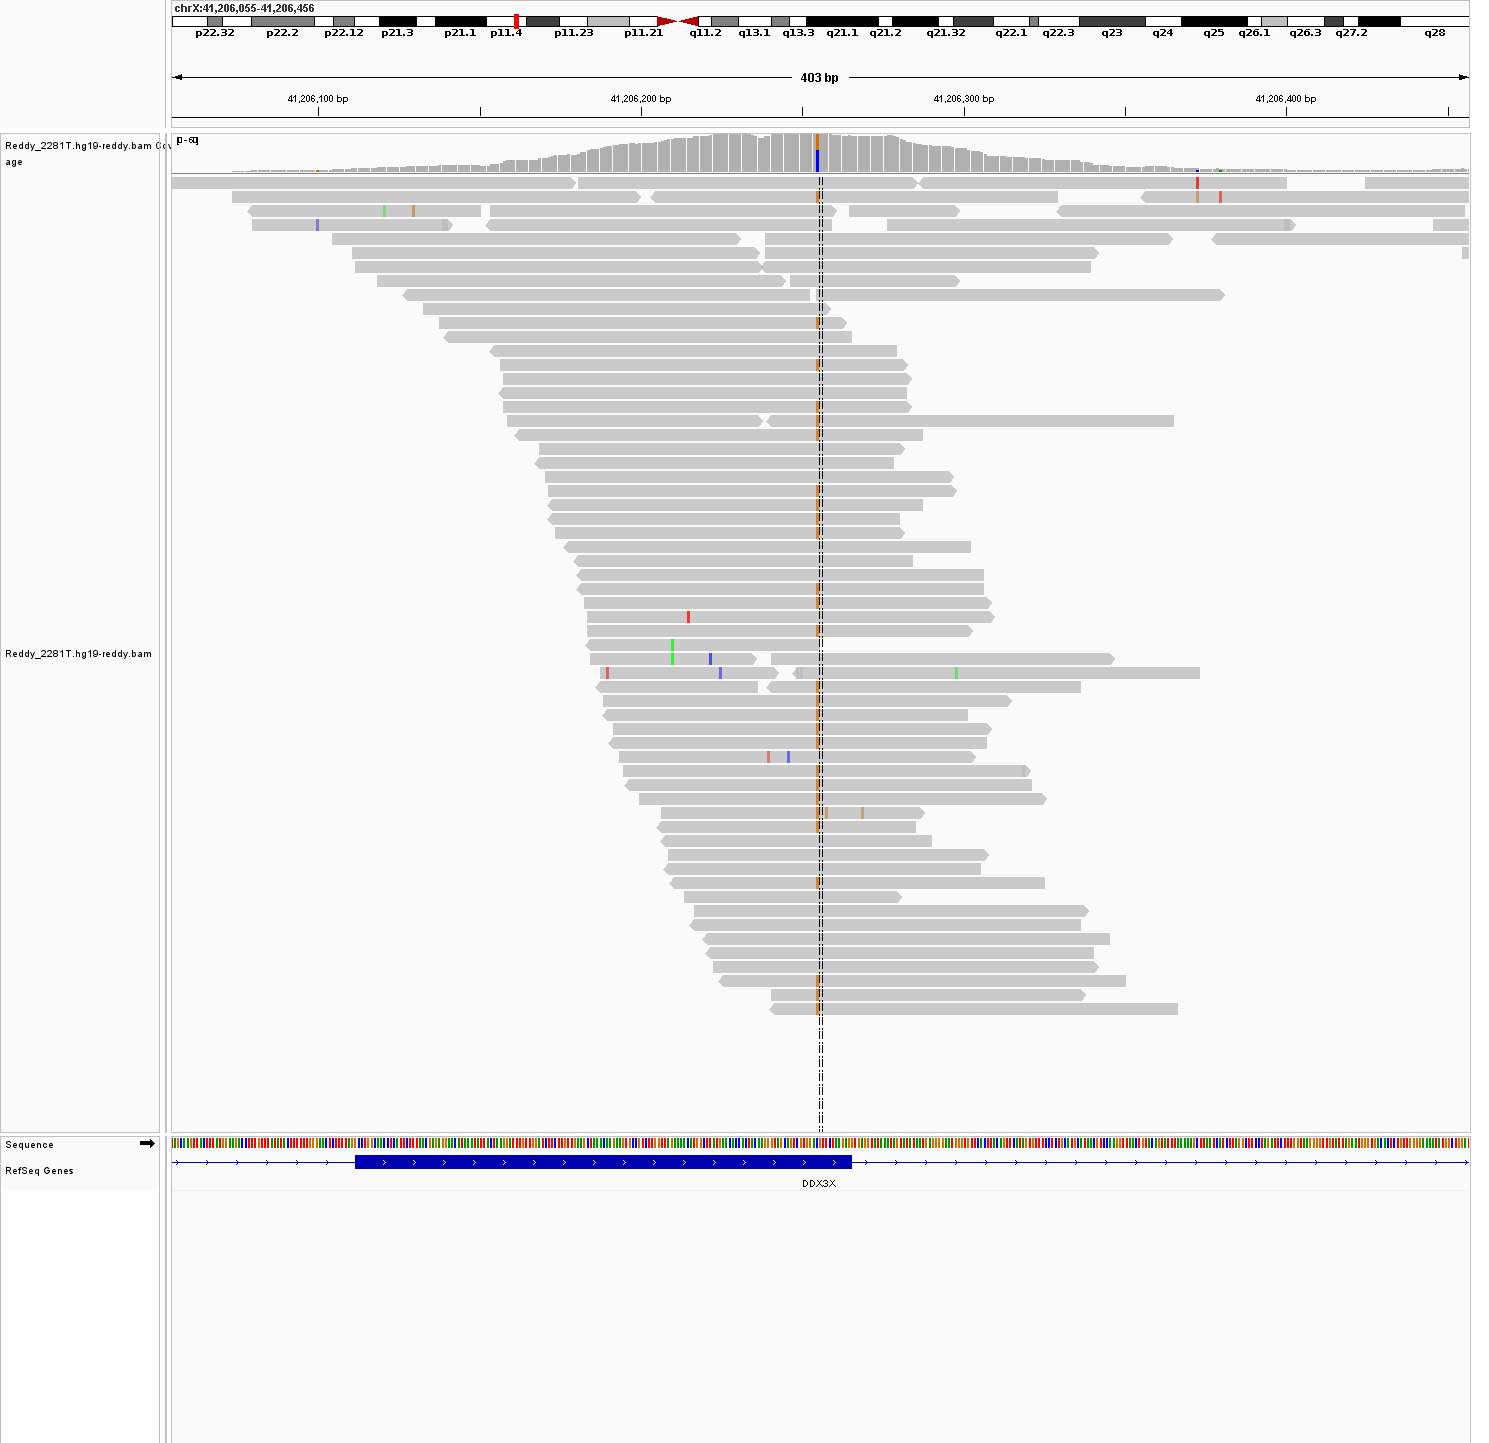 chrX:41,206,055-41,206,456
p22.32 p22.2 p22.12 p21.3 p21.1 p11.4 p11.23 p11.21 q11.2 q13.1 q13.3 q21.1 q21.2 q21.32 q22.1 q22.3 q23 q24 q25 q26.1 q26.3 q27.2 q28
403 bp
41,206,100 bp 41,206,200 bp 41,206,300 bp 41,206,400 bp
Reddy_2281T.hg19-reddy.bam Cov
age
[0 - 60]
Reddy_2281T.hg19-reddy.bam
Sequence
RefSeq Genes
DDX3X